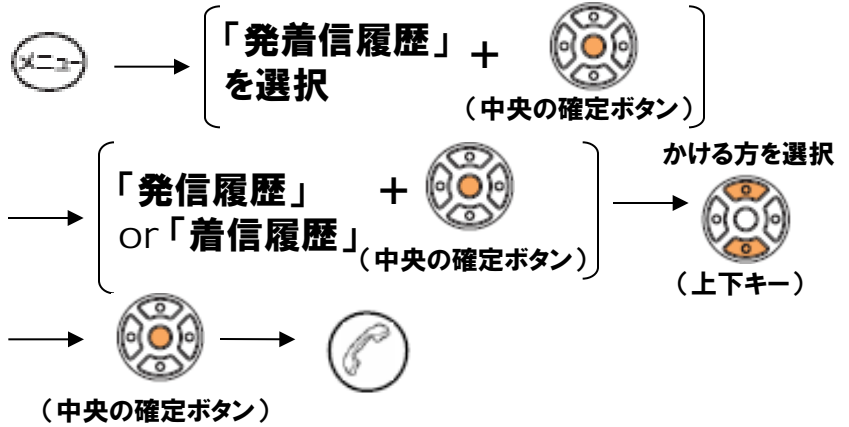 メニュー
「発着信履歴」
を選択
+
（中央の確定ボタン）
「発信履歴」
or「着信履歴」
+
（中央の確定ボタン）
かける方を選択
（上下キー）
（中央の確定ボタン）